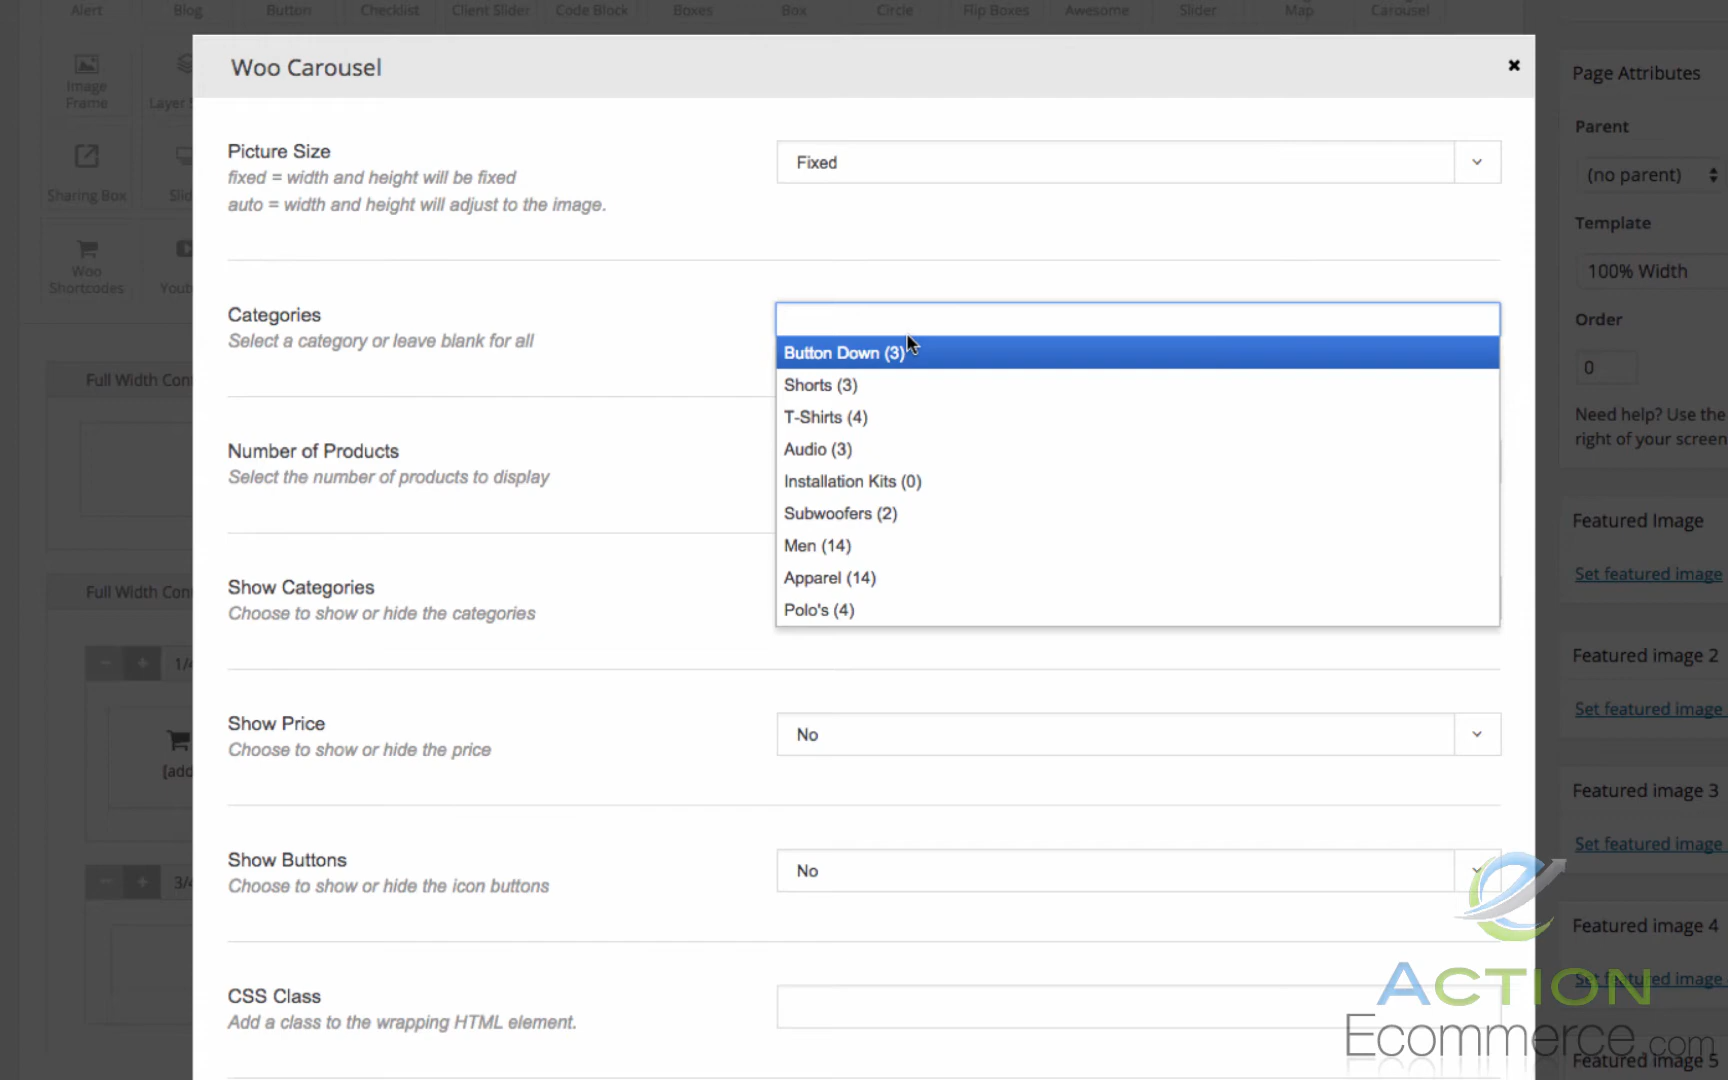 Alert
Blog
Button
Checklist
Client Slider
Code Block
Boxes
Box
Circle
Flip Boxes
Awesome
Slider
Map
Carousel
Image
Frame
Layer
Sharing Box
Woo
Shortcodes
Full Width Con
Full Width Con
- + 1/4
[add
- + 3/4
Woo Carousel
Picture Size
fixed = width and height will be fixed
auto = width and height will adjust to the image.
Fixed
Categories
Select a category or leave blank for all
Button Down (3)
Shorts (3)
T-Shirts (4)
Audio (3)
Installation Kits (0)
Subwoofers (2)
Men (14)
Apparel (14)
Polo's (4)
Number of Products
Select the number of products to display
Show Categories
Choose to show or hide the categories
Show Price
Choose to show or hide the price
No
Show Buttons
Choose to show or hide the icon buttons
No
CSS Class
Add a class to the wrapping HTML element.
Page Attributes
Parent
(no parent)
Template
100% Width
Order
0
Need help? Use the
right of your screen
Featured Image
Set featured image
Featured image 2
Set featured image
Featured image 3
Set featured image
Featured image 4
Set featured image
Featured image 5
ACTION
Ecommerce.com